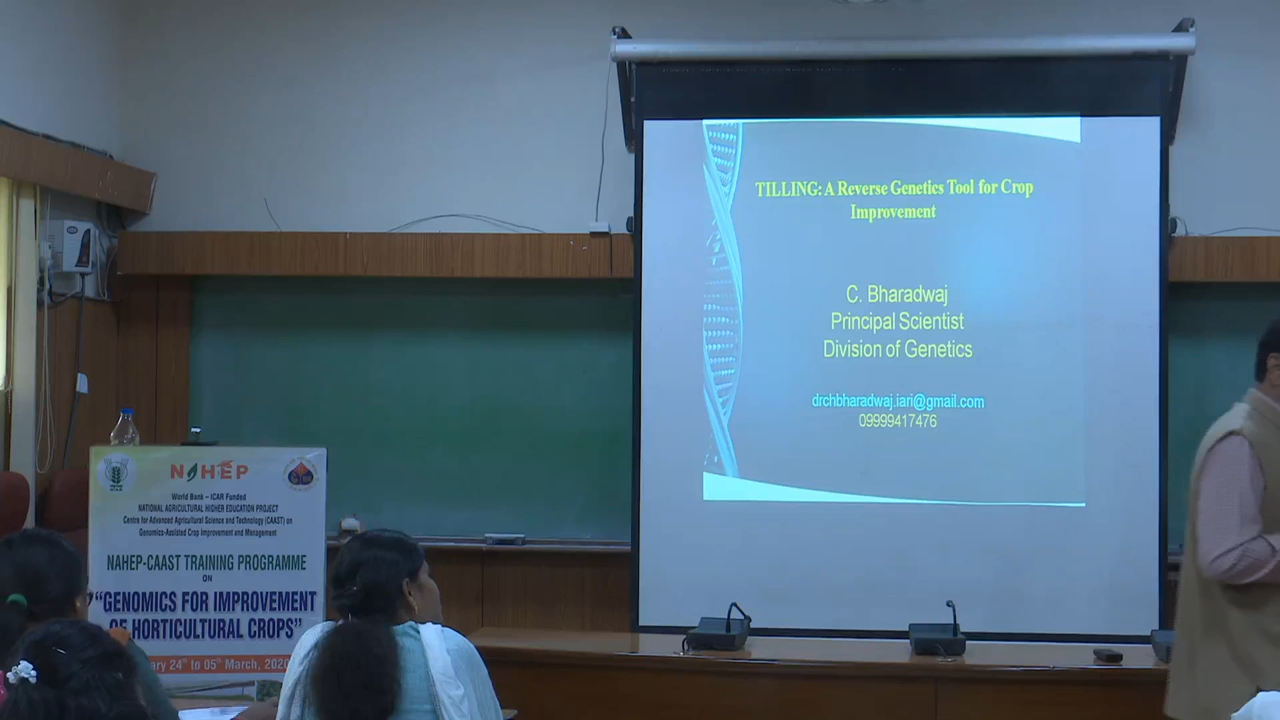 TILLING: A Reverse Genetics Tool for Crop
Improvement
C. Bharadwaj
Principal Scientist
Division of Genetics
drchbharadwaj.iari@gmail.com
09999417476
NAHEP
World Bank – ICAR Funded
NATIONAL AGRICULTURAL HIGHER EDUCATION PROJECT
Centre for Advanced Agricultural Science and Technology (CAAST) on
Genomics-Assisted Crop Improvement and Management
NAHEP-CAAST TRAINING PROGRAMME
ON
"GENOMICS FOR IMPROVEMENT
OF HORTICULTURAL CROPS"
24th to 05th March, 2020